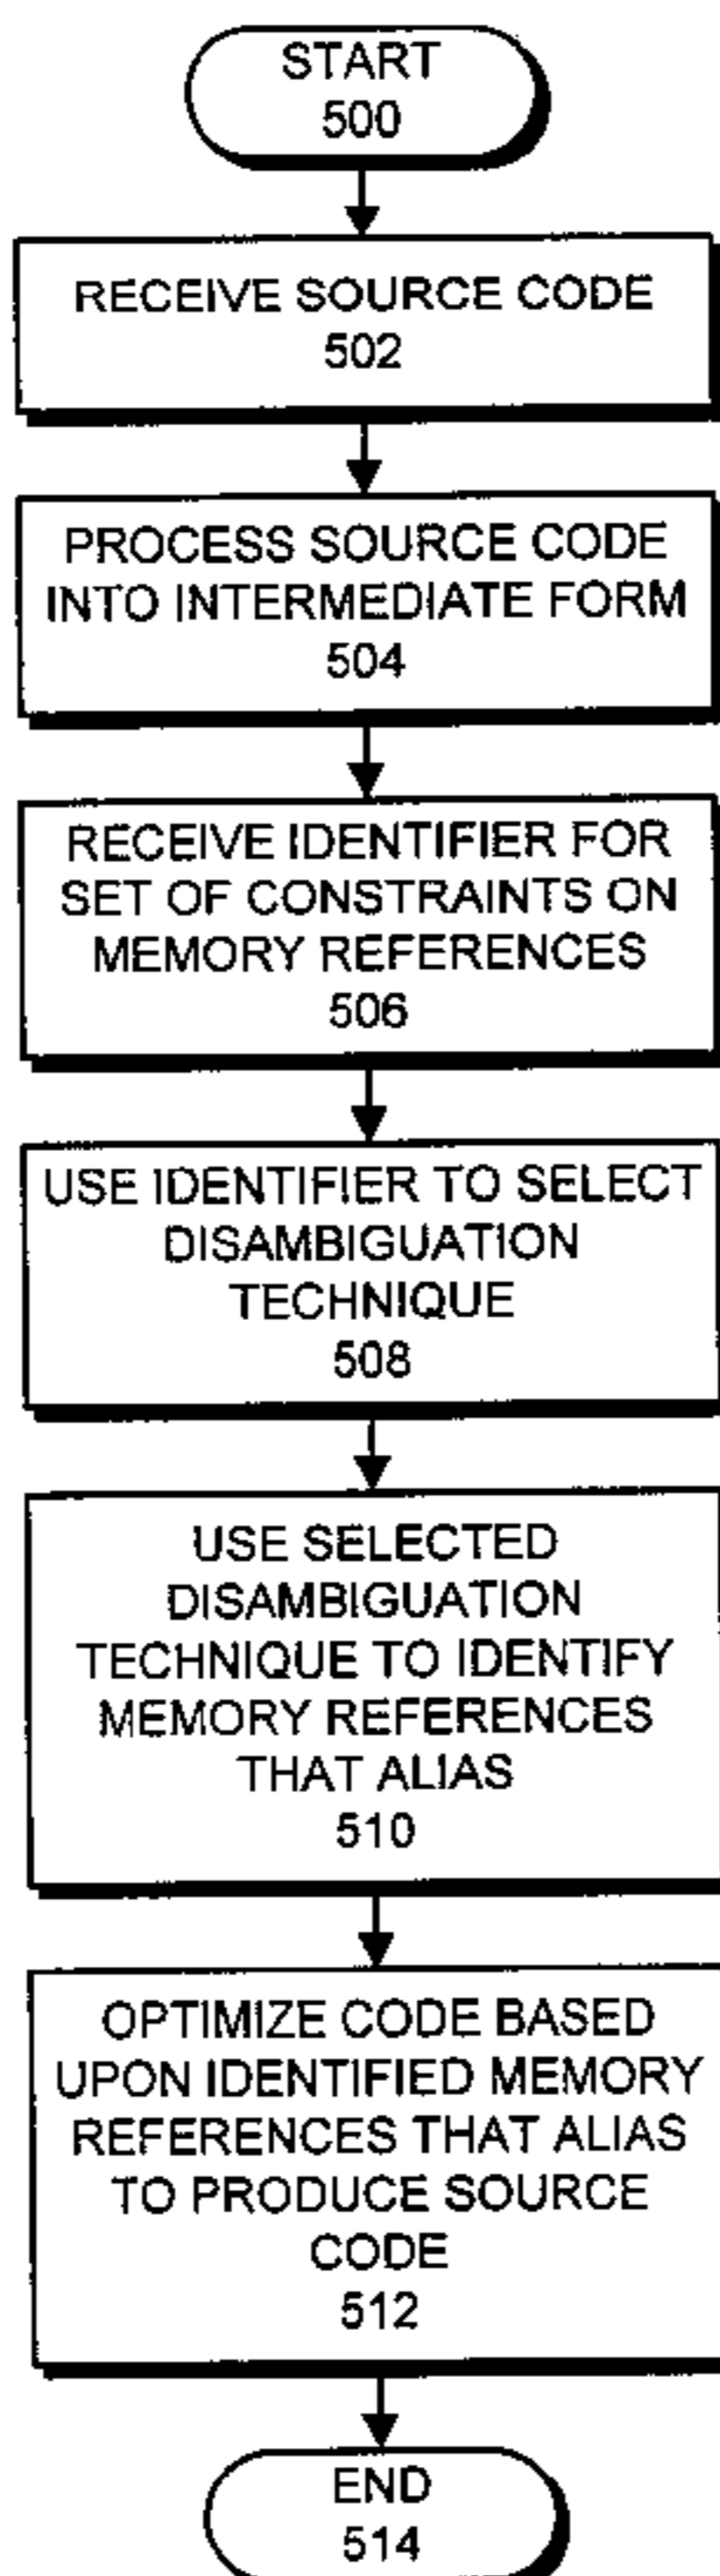 START
500
RECEIVE SOURCE CODE
502
PROCESS SOURCE CODE
INTO INTERMEDIATE FORM
504
RECEIVE IDENTIFIER FOR
SET OF CONSTRAINTS ON
MEMORY REFERENCES
506
USE IDENTIFIER TO SELECT
DISAMBIGUATION
TECHNIQUE
508
USE SELECTED
DISAMBIGUATION
TECHNIQUE TO IDENTIFY
MEMORY REFERENCES
THAT ALIAS
510
OPTIMIZE CODE BASED
UPON IDENTIFIED MEMORY
REFERENCES THAT ALIAS
TO PRODUCE SOURCE
CODE
512
END
514